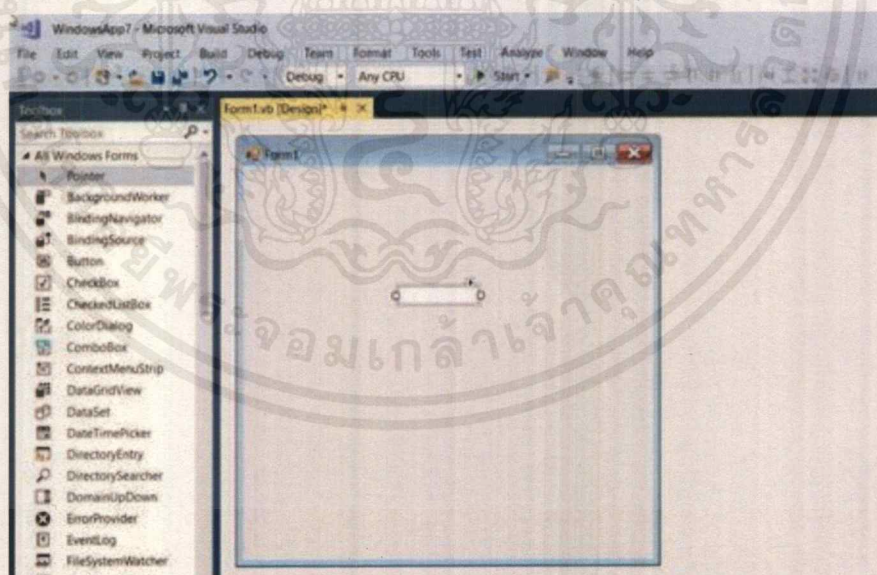 WindowsApp7 - Microsoft Visual Studio
File Edit View Project Build Debug Team Format Tools Test Analyze Window Help
Debug Any CPU Start
Toolbox
Form1.vb [Design]*
Search Toolbox
All Windows Forms
Form1
Pointer
BackgroundWorker
BindingNavigator
BindingSource
Button
CheckBox
CheckedListBox
ColorDialog
ComboBox
ContextMenuStrip
DataGridView
DataSet
DateTimePicker
DirectoryEntry
DirectorySearcher
DomainUpDown
ErrorProvider
EventLog
FileSystemWatcher
พระจอมเกล้าเจ้าคุณทหาร